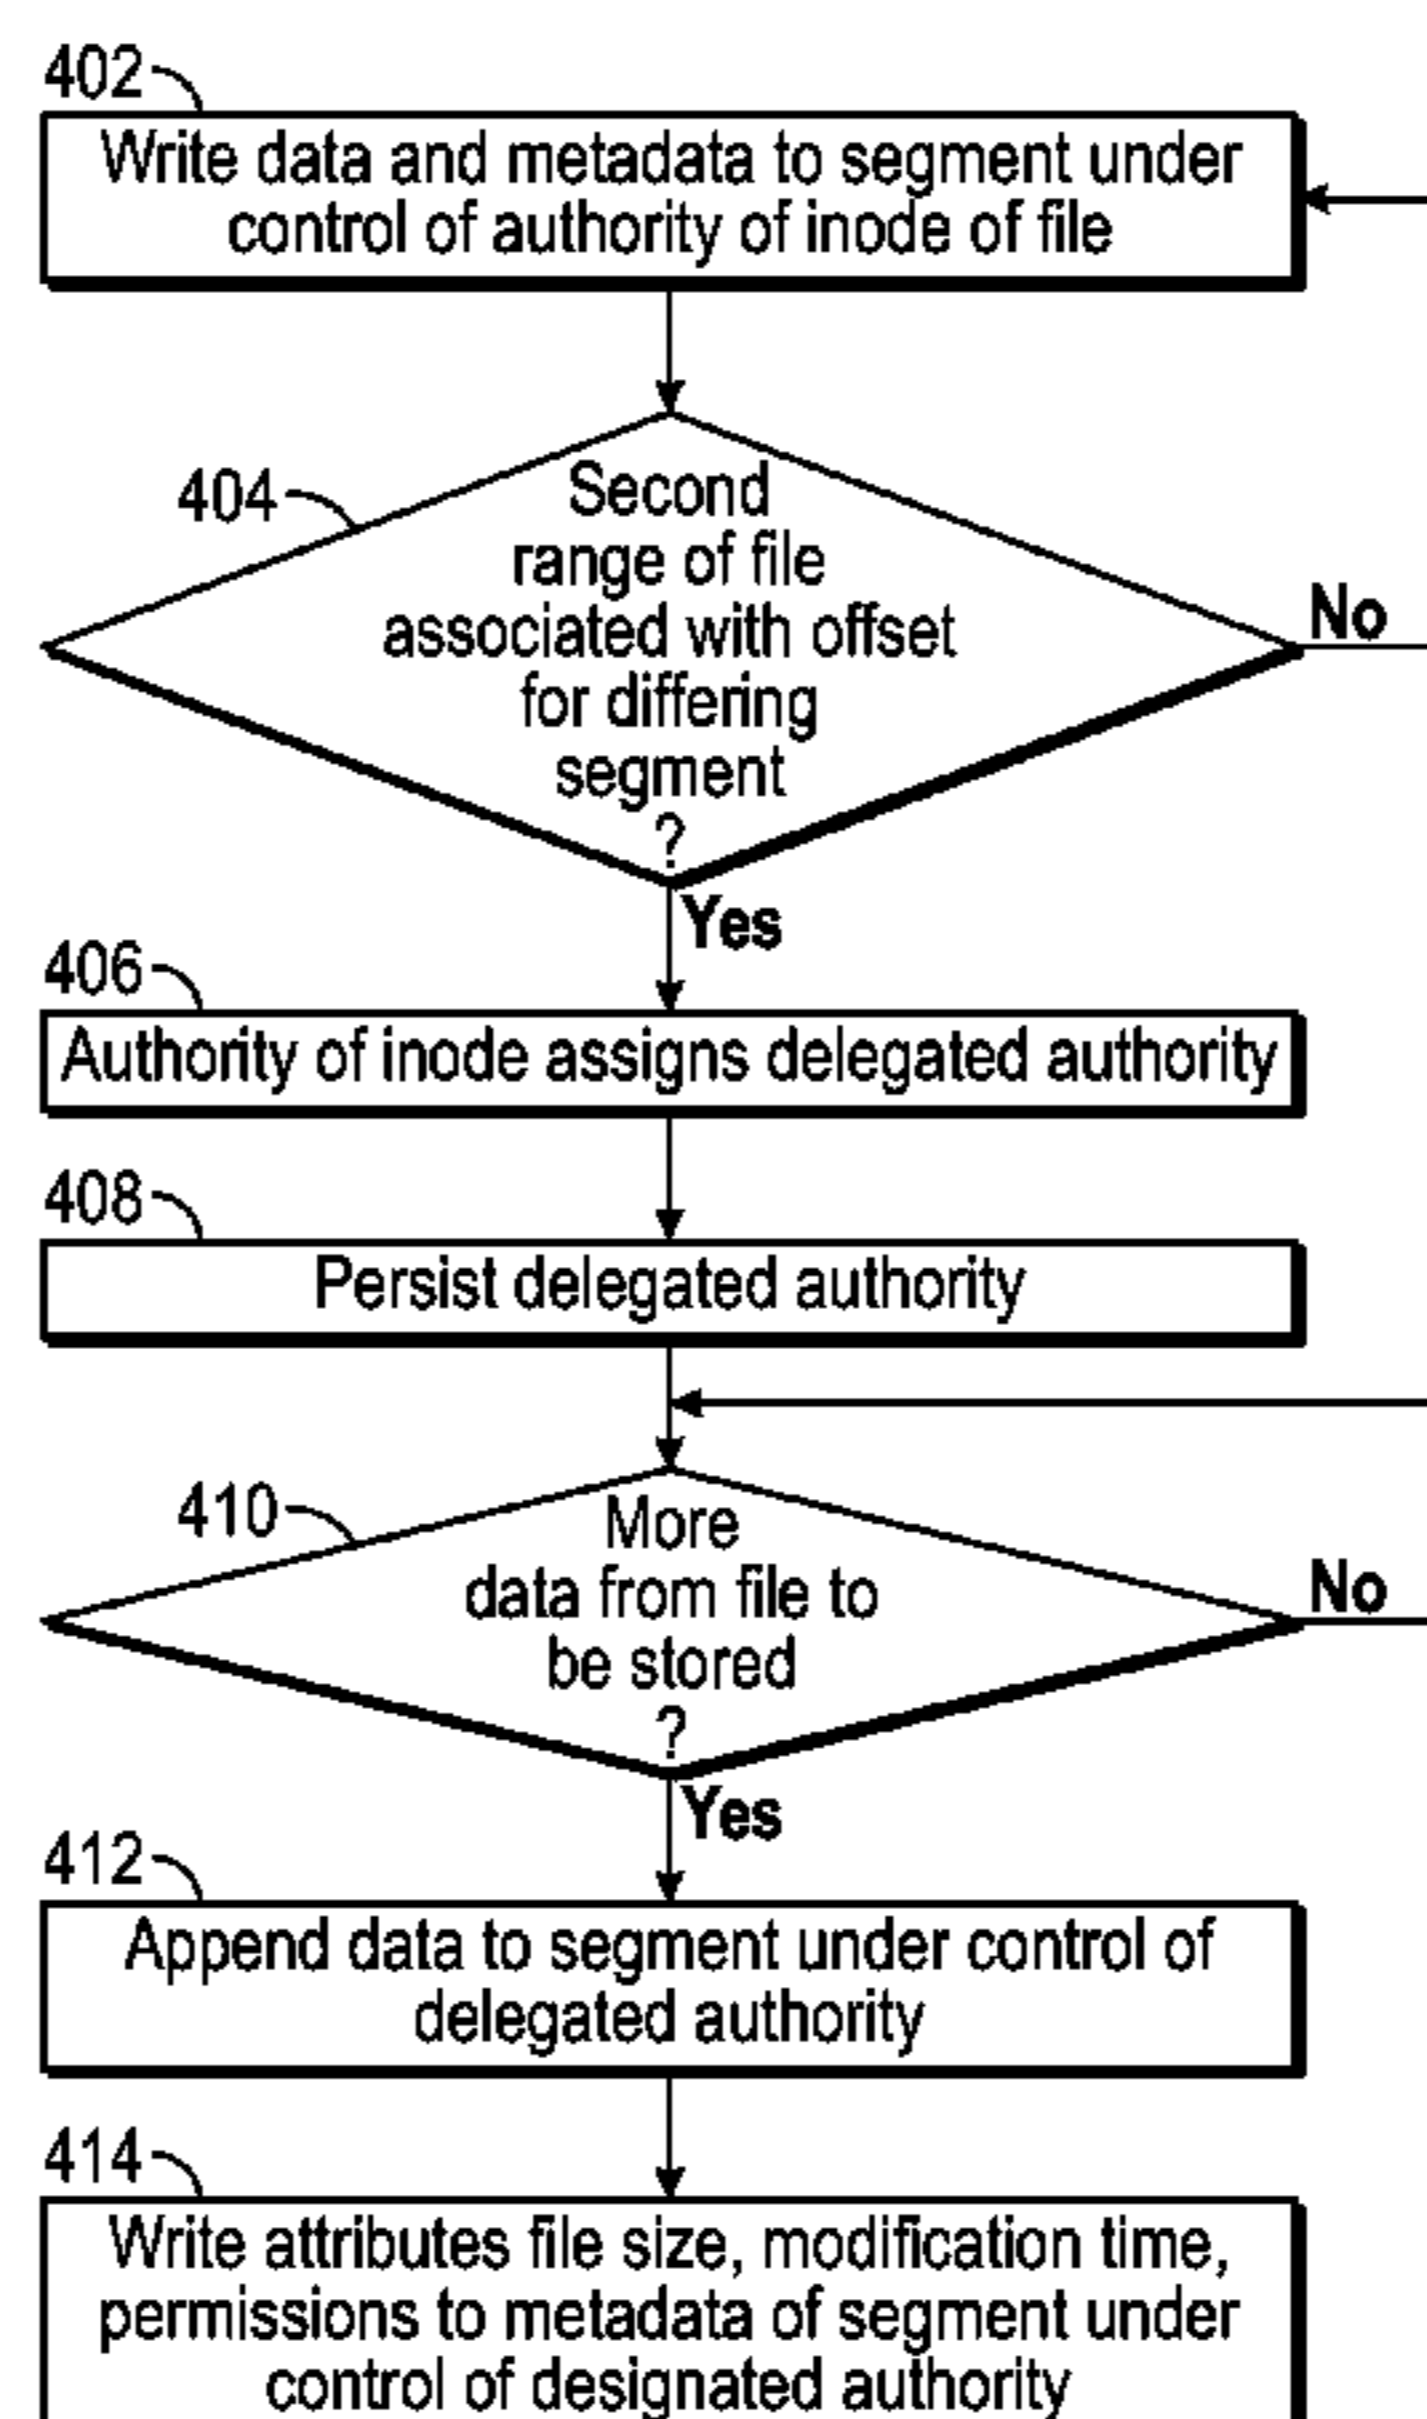 402
Write data and metadata to segment under
control of authority of inode of file
404
Second
range of file
associated with offset
for differing
segment
?
No
Yes
406
Authority of inode assigns delegated authority
408
Persist delegated authority
410
More
data from file to
be stored
?
No
Yes
412
Append data to segment under control of
delegated authority
414
Write attributes file size, modification time,
permissions to metadata of segment under
control of designated authority